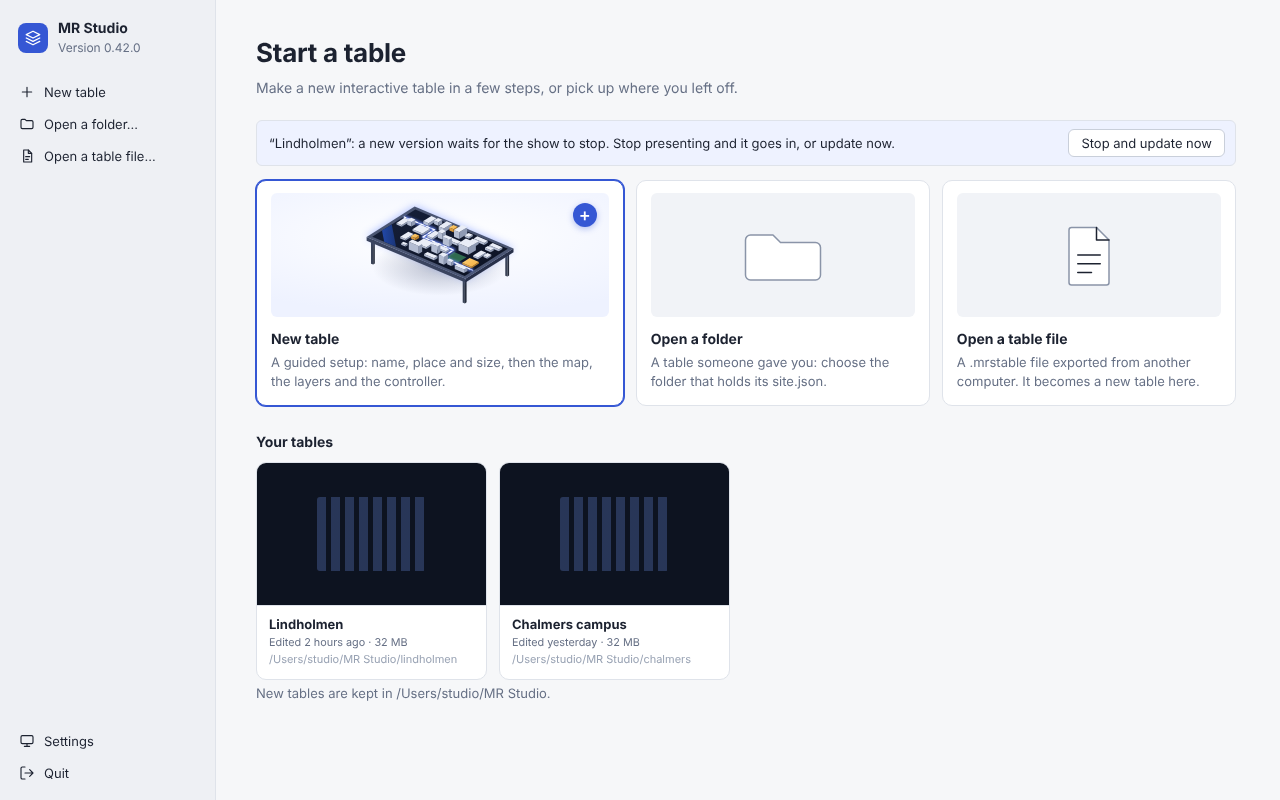 MR Studio
Version 0.42.0
New table
Open a folder...
Open a table file...
Settings
Quit
Start a table
Make a new interactive table in a few steps, or pick up where you left off.
“Lindholmen”: a new version waits for the show to stop. Stop presenting and it goes in, or update now.
Stop and update now
New table
A guided setup: name, place and size, then the map,
the layers and the controller.
Open a folder
A table someone gave you: choose the
folder that holds its site.json.
Open a table file
A .mrstable file exported from another
computer. It becomes a new table here.
Your tables
Lindholmen
Edited 2 hours ago · 32 MB
/Users/studio/MR Studio/lindholmen
Chalmers campus
Edited yesterday · 32 MB
/Users/studio/MR Studio/chalmers
New tables are kept in /Users/studio/MR Studio.